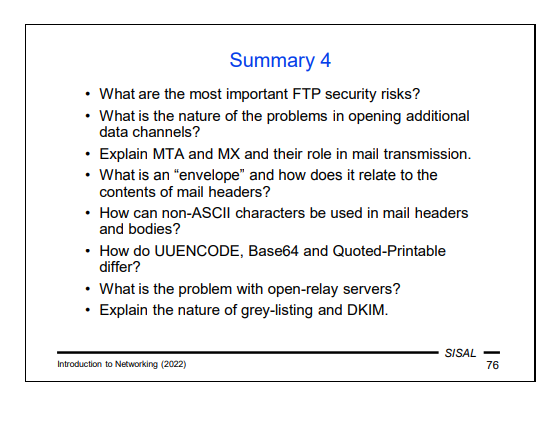 Summary 4
• What are the most important FTP security risks?
• What is the nature of the problems in opening additional
data channels?
• Explain MTA and MX and their role in mail transmission.
• What is an “envelope” and how does it relate to the
contents of mail headers?
• How can non-ASCII characters be used in mail headers
and bodies?
• How do UUENCODE, Base64 and Quoted-Printable
differ?
• What is the problem with open-relay servers?
• Explain the nature of grey-listing and DKIM.
SISAL
Introduction to Networking (2022)
76